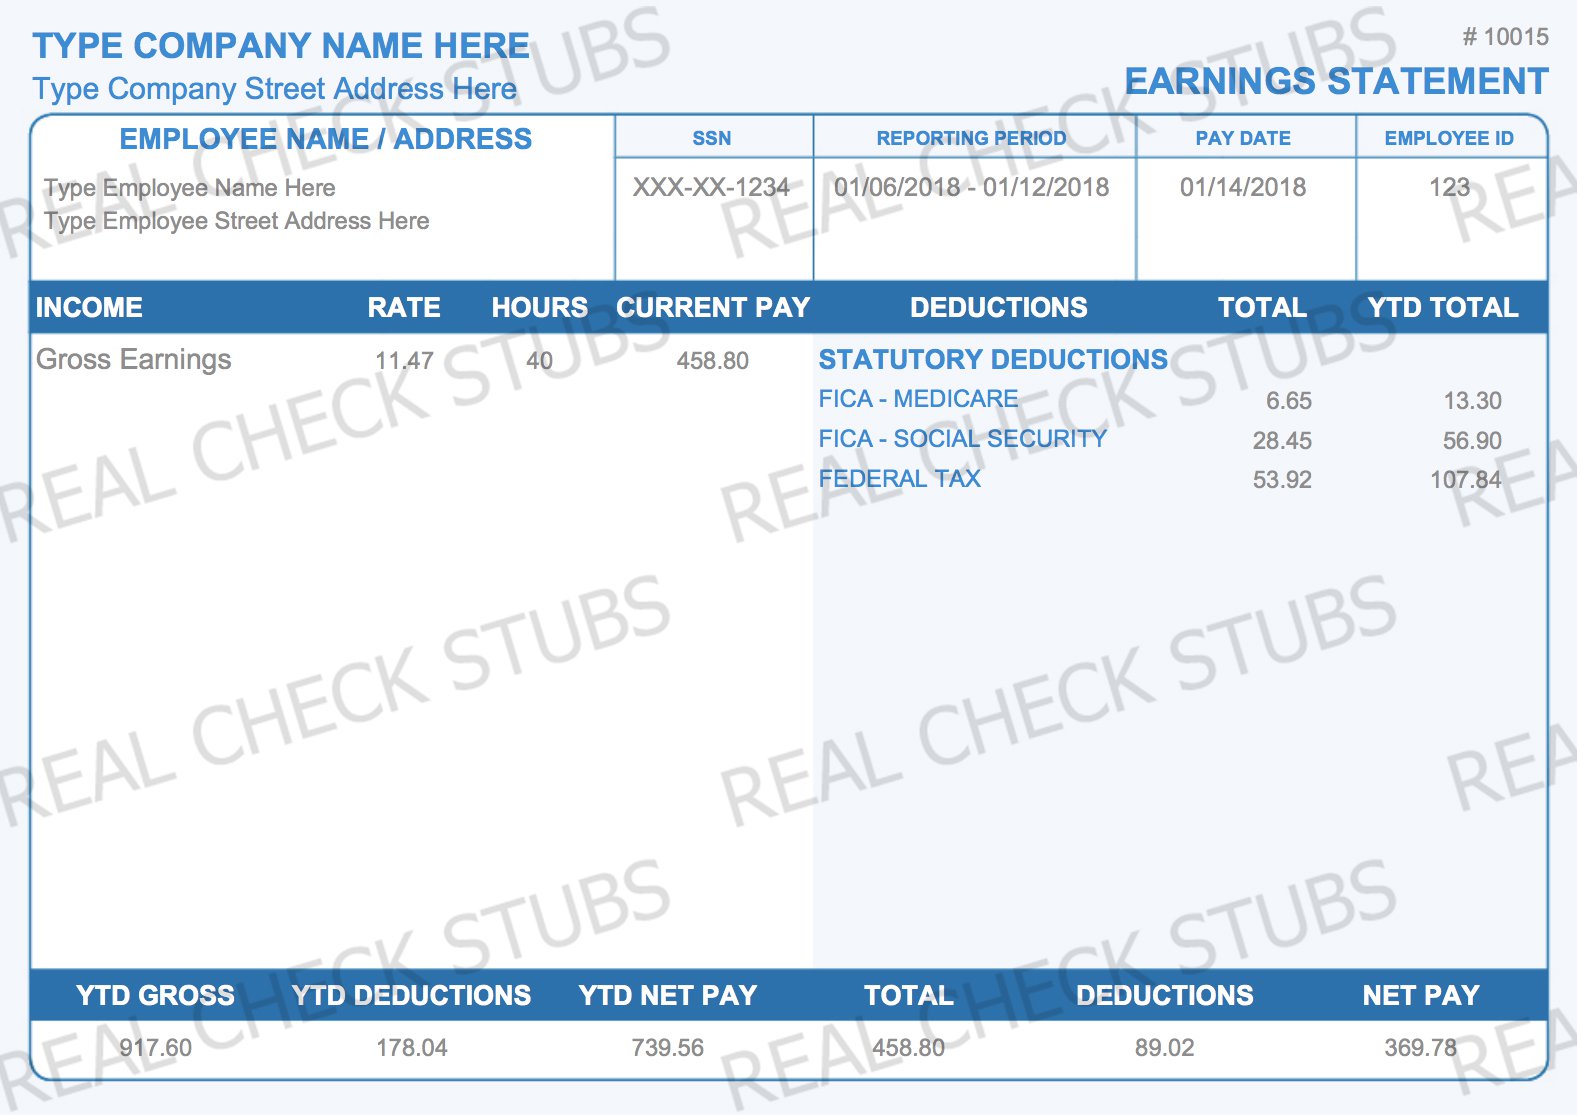 TYPE COMPANY NAME HERE
# 10015
Type Company Street Address Here
EARNINGS STATEMENT
EMPLOYEE NAME / ADDRESS
Type Employee Name Here
Type Employee Street Address Here
SSN REPORTING PERIOD PAY DATE EMPLOYEE ID
XXX-XX-1234 01/06/2018 - 01/12/2018 01/14/2018 123
INCOME RATE HOURS CURRENT PAY DEDUCTIONS TOTAL YTD TOTAL
Gross Earnings 11.47 40 458.80
STATUTORY DEDUCTIONS
FICA - MEDICARE 6.65 13.30
FICA - SOCIAL SECURITY 28.45 56.90
FEDERAL TAX 53.92 107.84
YTD GROSS YTD DEDUCTIONS YTD NET PAY TOTAL DEDUCTIONS NET PAY
917.60 178.04 739.56 458.80 89.02 369.78
REAL CHECK STUBS REAL CHECK STUBS REA
REAL CHECK STUBS REAL CHECK STUBS REA
REAL CHECK STUBS REAL CHECK STUBS REA
REAL CHECK STUBS REAL CHECK STUBS REA